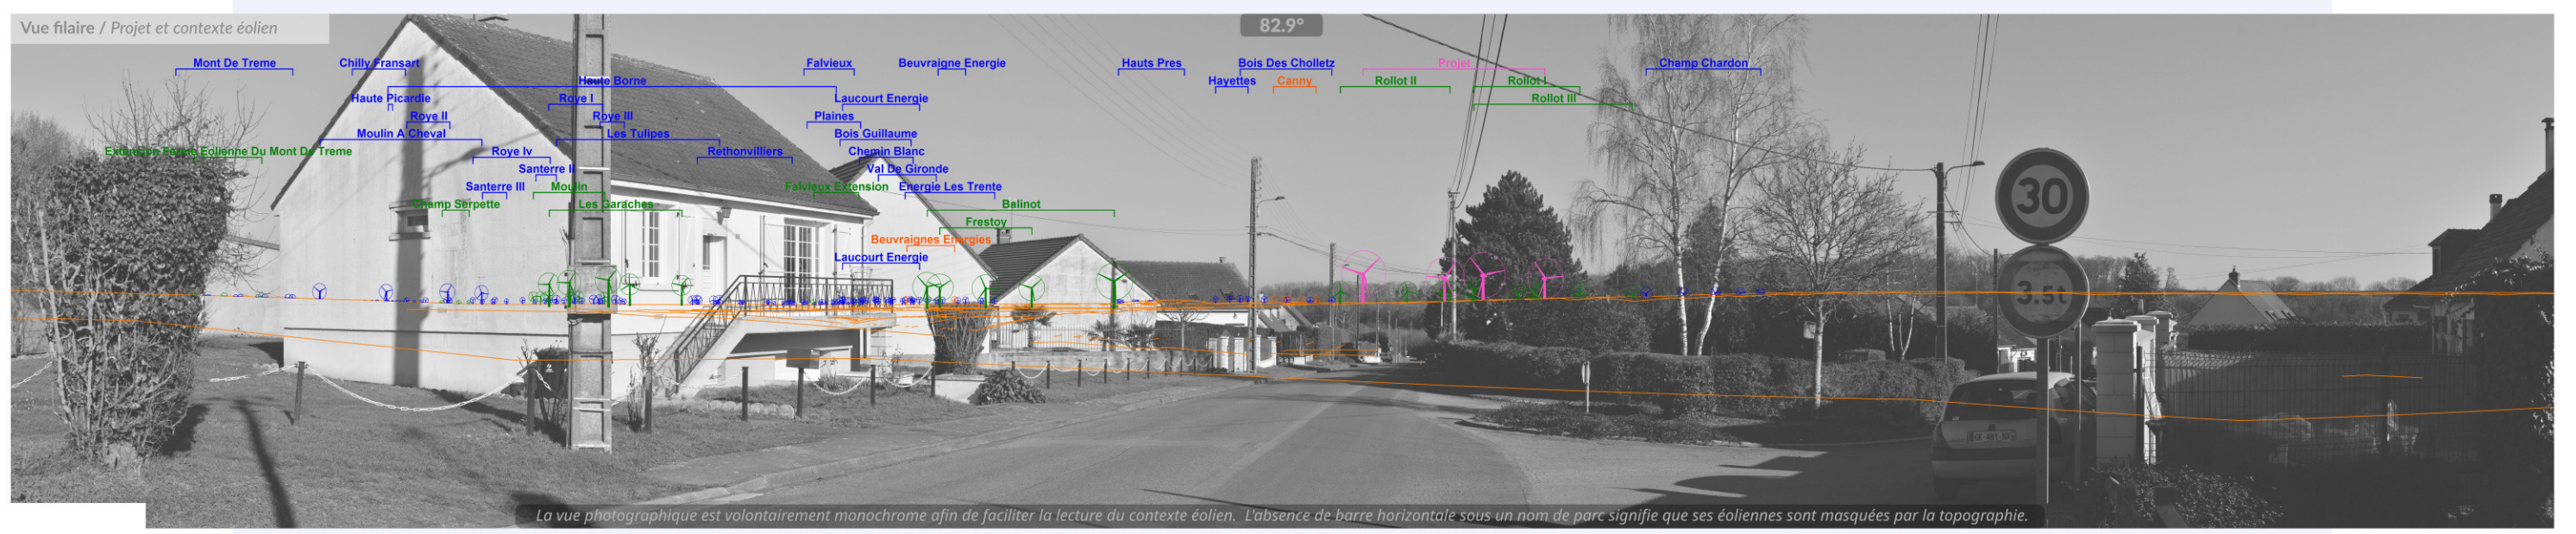 Vue filaire / Projet et contexte éolien
82.9°
Mont De Treme
Chilly Fransart
Falvieux
Beuvraigne Energie
Hauts Pres
Bois Des Cholletz
Projet
Champ Chardon
Haute Borne
Hayettes
Canny
Rollot II
Rollot I
Haute Picardie
Roye I
Laucourt Energie
Rollot III
Roye II
Roye III
Plaines
Moulin A Cheval
Les Tulipes
Bois Guillaume
Extension Ferme Eolienne Du Mont De Treme
Roye Iv
Rethonvilliers
Chemin Blanc
Santerre II
Val De Gironde
Santerre III
Moulin
Falvieux Extension
Energie Les Trente
Champ Serpette
Les Garaches
Balinot
Frestoy
Beuvraignes Energies
Laucourt Energie
30
3.5t
La vue photographique est volontairement monochrome afin de faciliter la lecture du contexte éolien. L'absence de barre horizontale sous un nom de parc signifie que ses éoliennes sont masquées par la topographie.